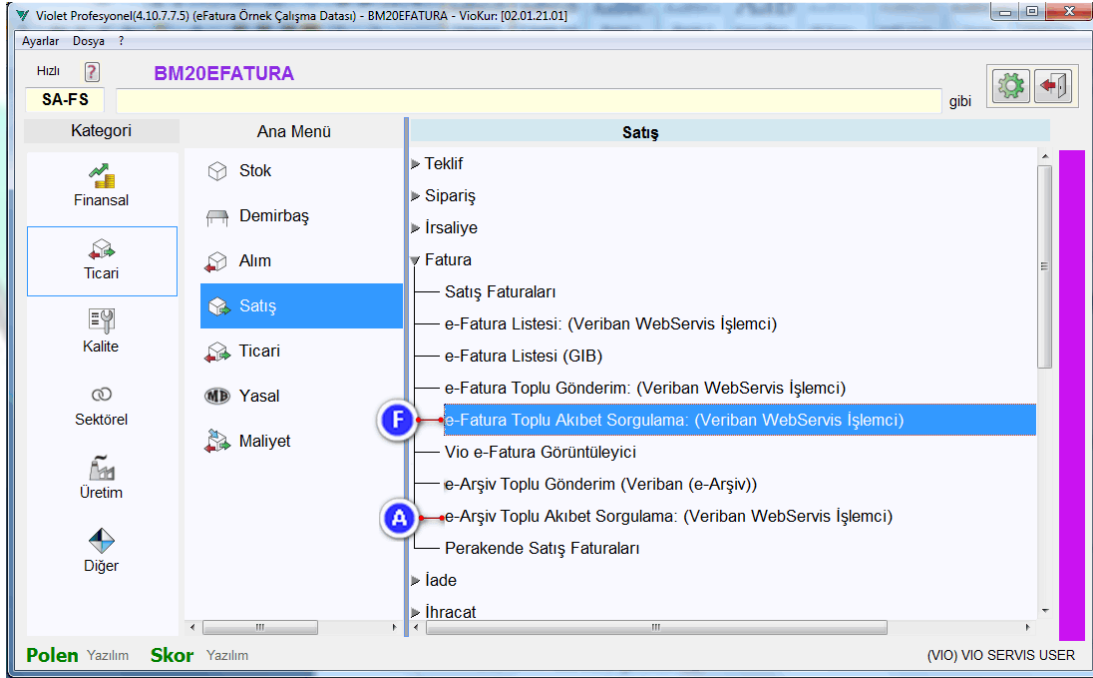 Violet Profesyonel(4.10.7.7.5) (eFatura Örnek Çalışma Datası) - BM20EFATURA - VioKur: [02.01.21.01]
Ayarlar Dosya ?
Hızlı ? BM20EFATURA
SA-FS gibi
Kategori Ana Menü Satış
Finansal
Ticari
Kalite
Sektörel
Üretim
Diğer
Stok
Demirbaş
Alım
Satış
Ticari
MB Yasal
Maliyet
Teklif
Sipariş
İrsaliye
Fatura
Satış Faturaları
e-Fatura Listesi: (Veriban WebServis İşlemci)
e-Fatura Listesi (GIB)
e-Fatura Toplu Gönderim: (Veriban WebServis İşlemci)
F e-Fatura Toplu Akıbet Sorgulama: (Veriban WebServis İşlemci)
Vio e-Fatura Görüntüleyici
e-Arşiv Toplu Gönderim (Veriban (e-Arşiv))
A e-Arşiv Toplu Akıbet Sorgulama: (Veriban WebServis İşlemci)
Perakende Satış Faturaları
İade
İhracat
Polen Yazılım Skor Yazılım (VIO) VIO SERVIS USER